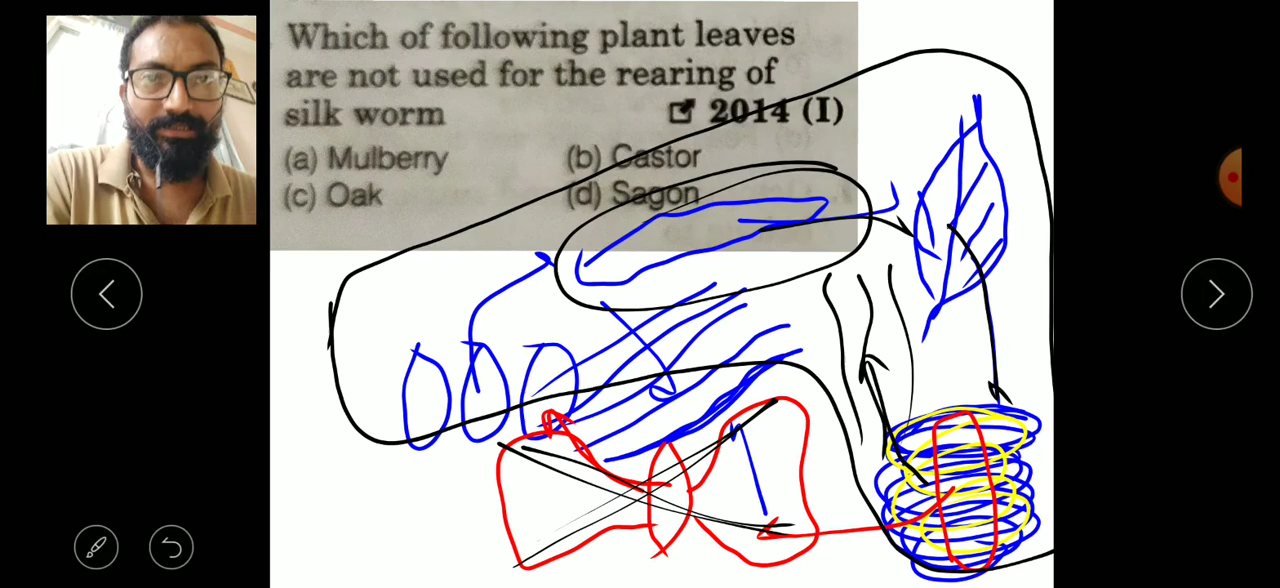 Which of following plant leaves
are not used for the rearing of
silk worm 2014 (I)
(a) Mulberry (b) Castor
(c) Oak (d) Sagon